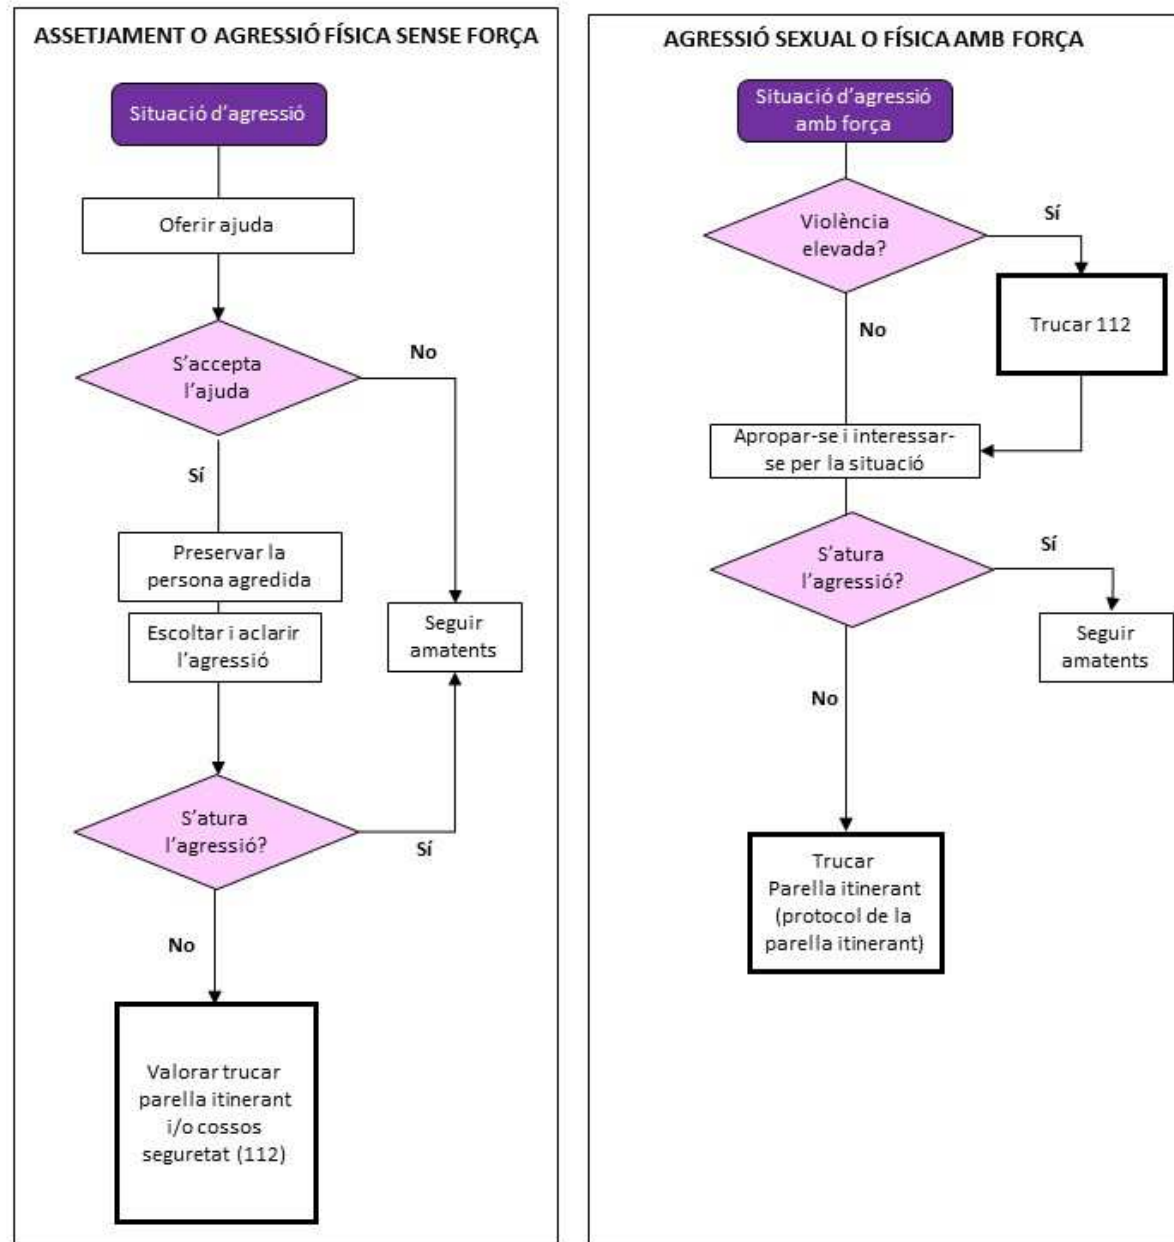 ASSETJAMENT O AGRESSIÓ FÍSICA SENSE FORÇA
Situació d'agressió
Oferir ajuda
S'accepta
l'ajuda
No
Sí
Preservar la
persona agredida
Escoltar i aclarir
l'agressió
Seguir
amatents
S'atura
l'agressió?
Sí
No
Valorar trucar
parella itinerant
i/o cossos
seguretat (112)
AGRESSIÓ SEXUAL O FÍSICA AMB FORÇA
Situació d'agressió
amb força
Violència
elevada?
Sí
No
Trucar 112
Apropar-se i interessar-
se per la situació
S'atura
l'agressió?
Sí
Seguir
amatents
No
Trucar
Parella itinerant
(protocol de la
parella itinerant)